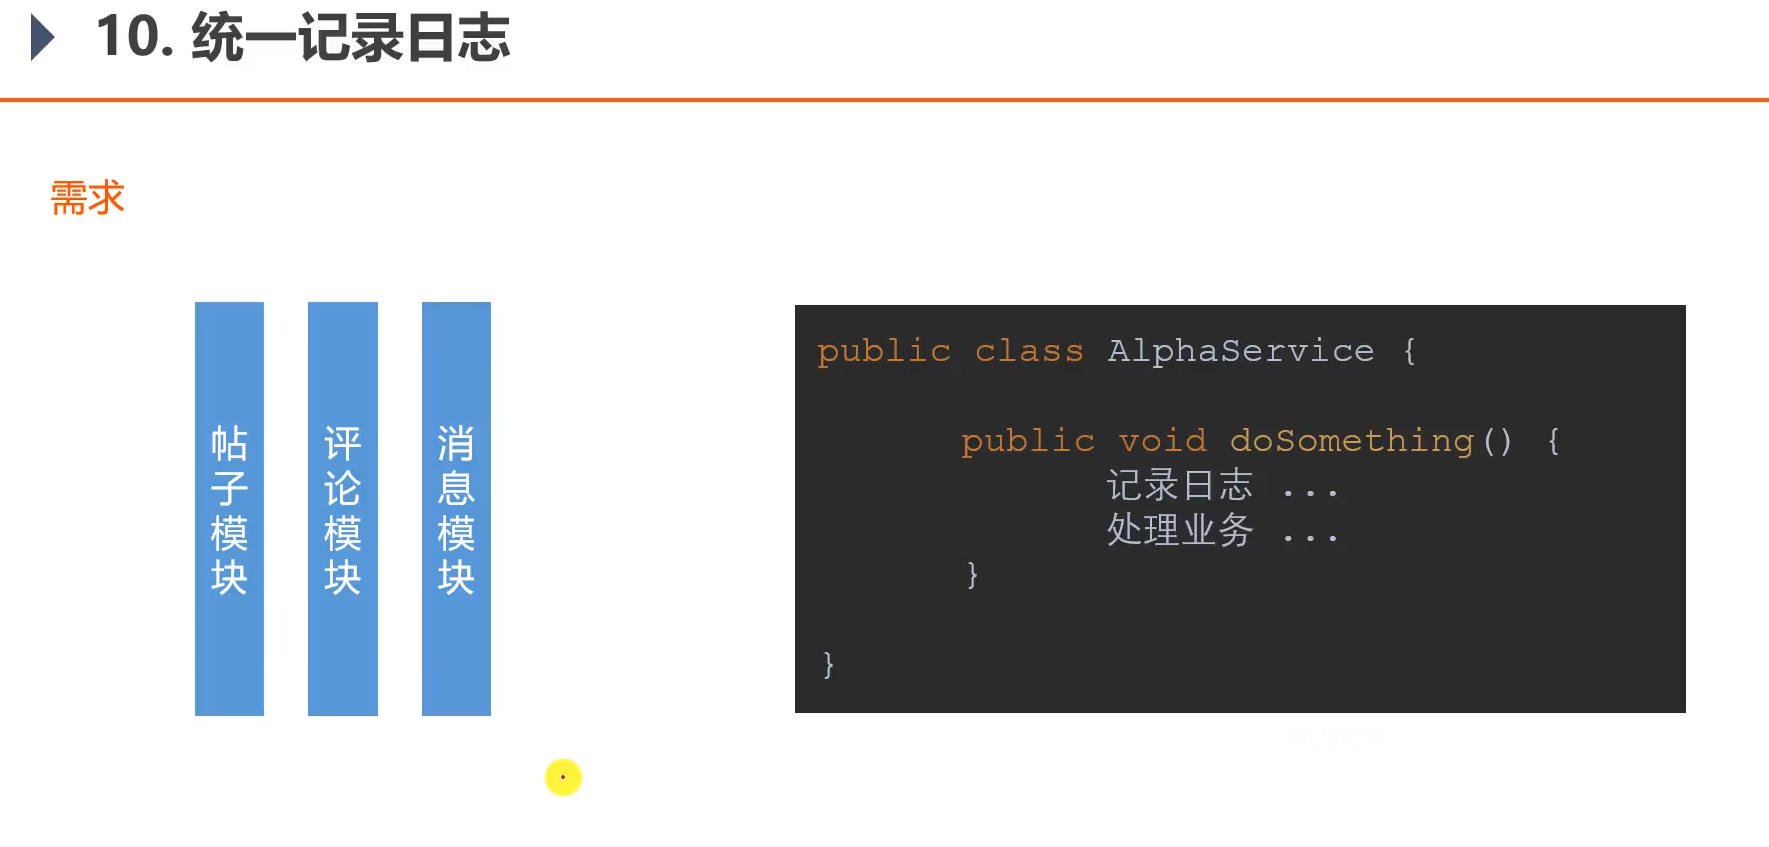 10. 统一记录日志
需求
帖子模块
评论模块
消息模块
public class AlphaService {
public void doSomething() {
记录日志 ...
处理业务 ...
}
}